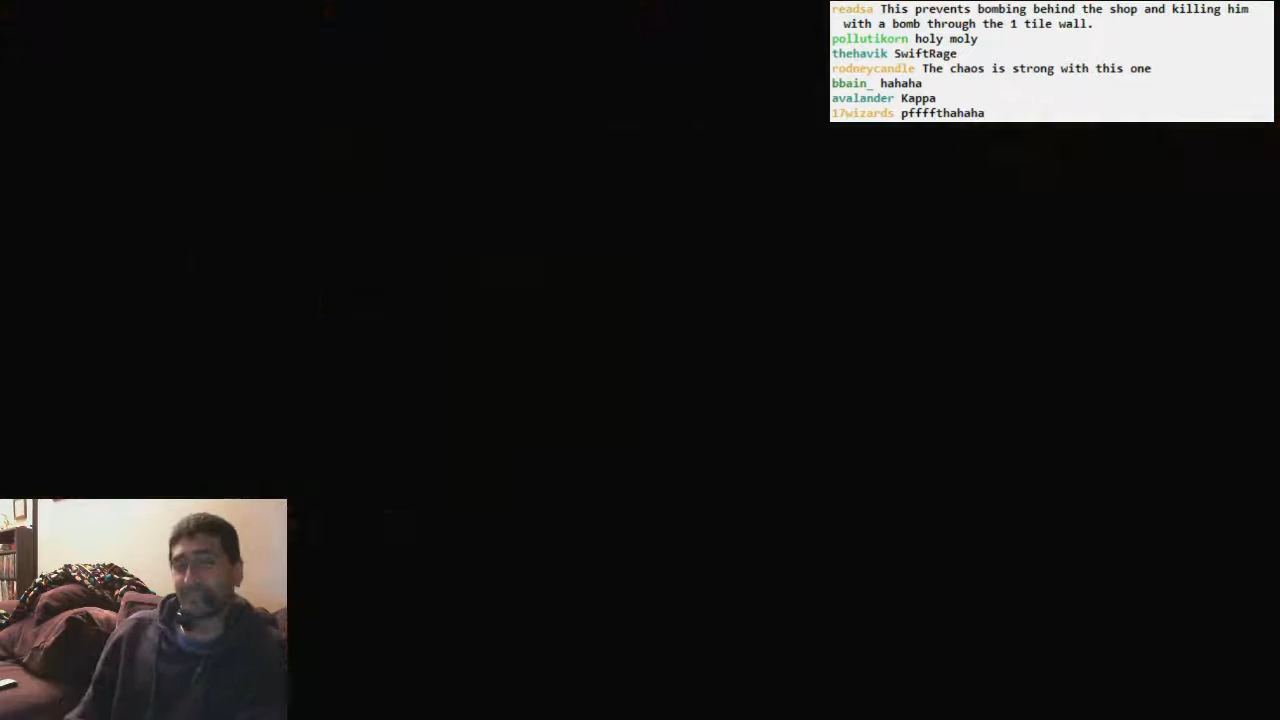 readsa This prevents bombing behind the shop and killing him
with a bomb through the 1 tile wall.
pollutikorn holy moly
thehavik SwiftRage
rodneycandle The chaos is strong with this one
bbain_ hahaha
avalander Kappa
17wizards pffffthahaha